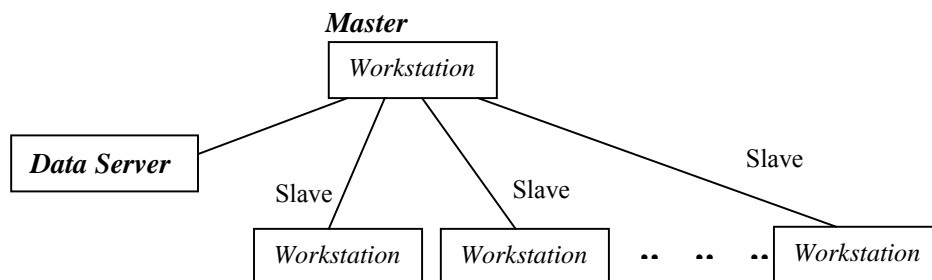 Master
Workstation
Data Server
Slave
Slave
Slave
Workstation
Workstation
Workstation